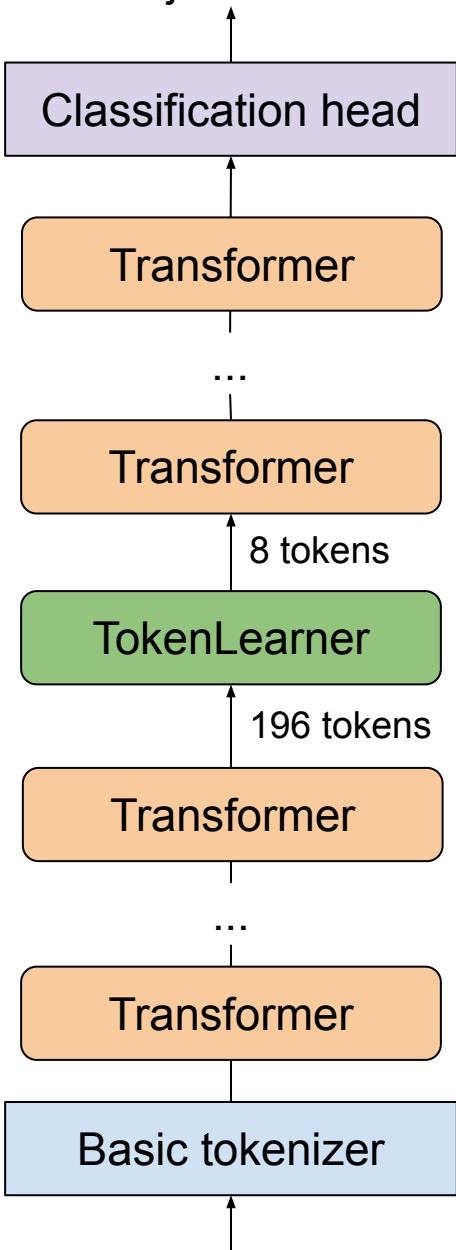 Classification head
Transformer
...
Transformer
8 tokens
TokenLearner
196 tokens
Transformer
...
Transformer
Basic tokenizer